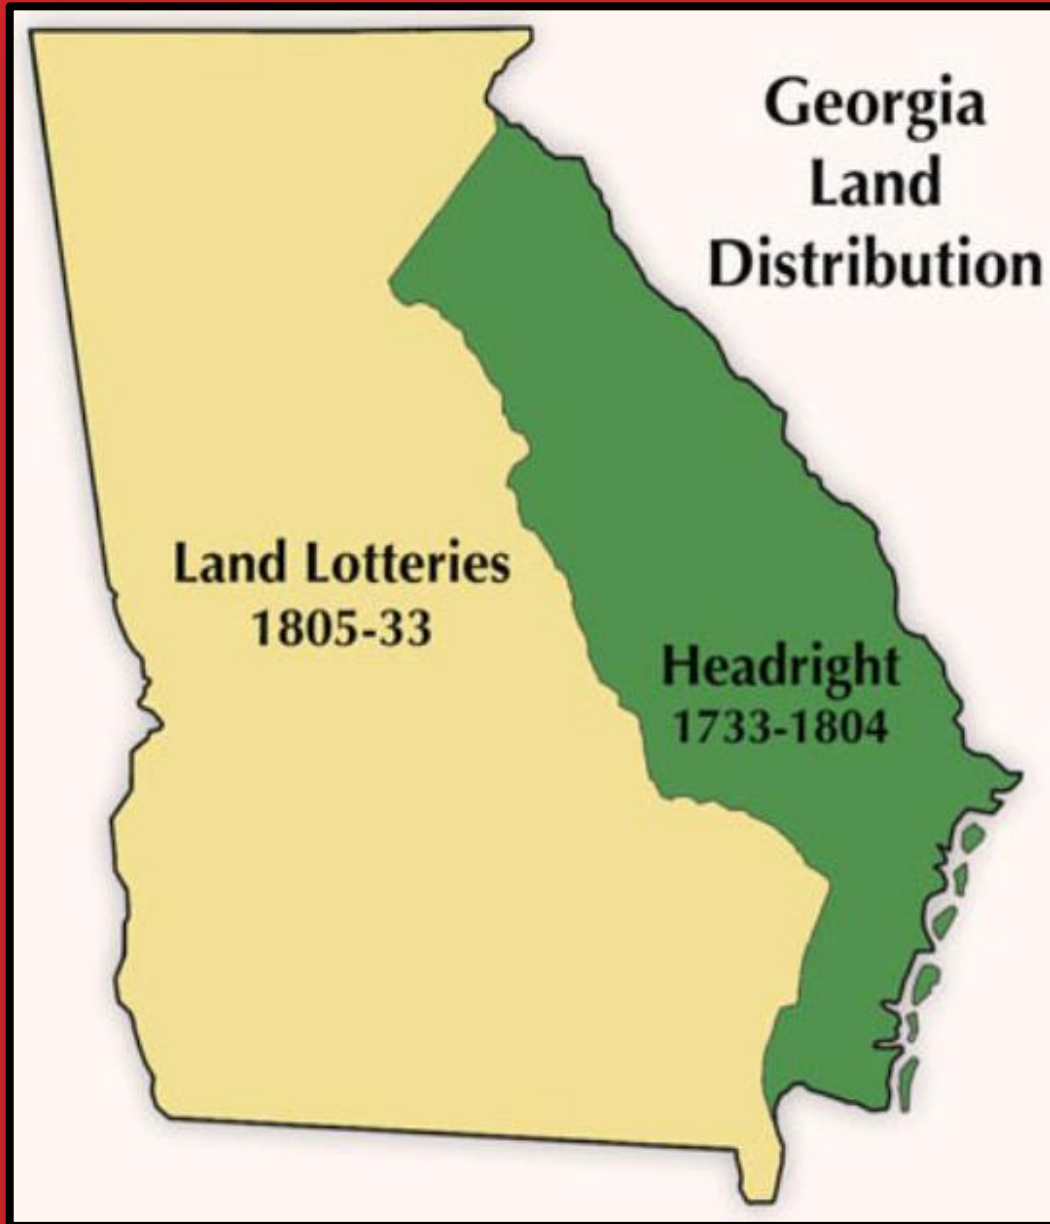 Georgia
Land
Distribution
Land Lotteries
1805-33
Headright
1733-1804